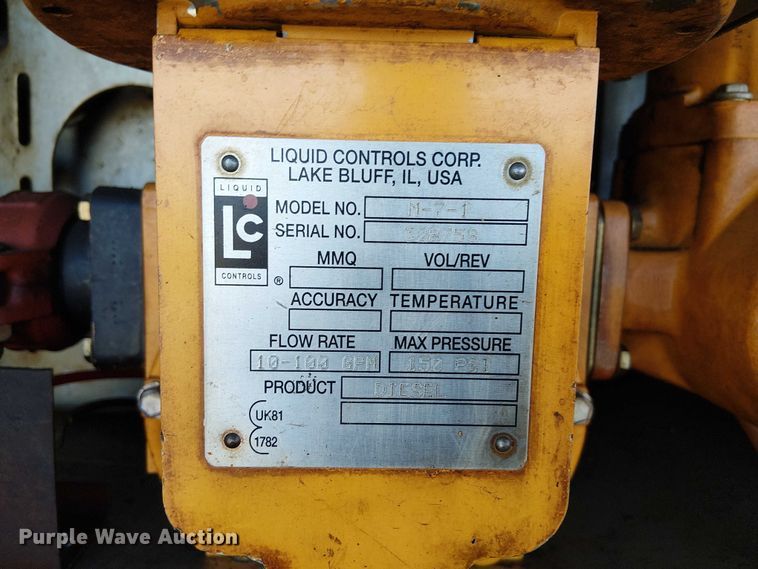 LIQUID CONTROLS CORP.
LAKE BLUFF, IL, USA
LIQUID
LC
CONTROLS
®
MODEL NO. M-7-1
SERIAL NO.
MMQ VOL/REV
ACCURACY TEMPERATURE
FLOW RATE MAX PRESSURE
10-100 GPM 150 PSI
PRODUCT DIESEL
UK81
1782
Purple Wave Auction